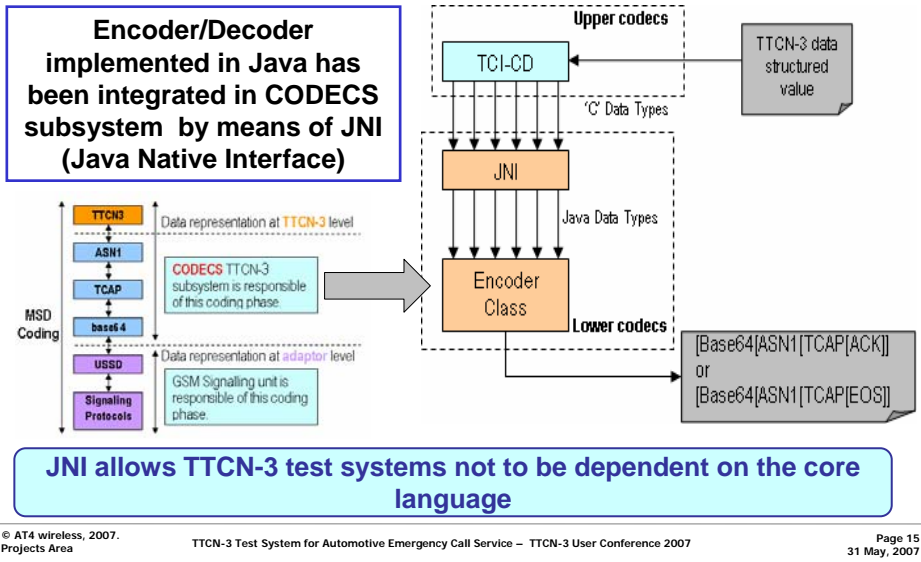 Encoder/Decoder
implemented in Java has
been integrated in CODECS
subsystem by means of JNI
(Java Native Interface)
Upper codecs
TCI-CD
TTCN-3 data
structured
value
'C' Data Types
JNI
Java Data Types
Encoder
Class
Lower codecs
[Base64[ASN1[TCAP[ACK]]
or
[Base64[ASN1[TCAP[EOS]]
MSD
Coding
TTCN3
ASN1
TCAP
base64
USSD
Signaling
Protocols
Data representation at TTCN-3 level
CODECS TTCN-3
subsystem is responsible
of this coding phase.
Data representation at adaptor level
GSM Signalling unit is
responsible of this coding
phase.
JNI allows TTCN-3 test systems not to be dependent on the core
language
© AT4 wireless, 2007.
Projects Area
TTCN-3 Test System for Automotive Emergency Call Service – TTCN-3 User Conference 2007
Page 15
31 May, 2007